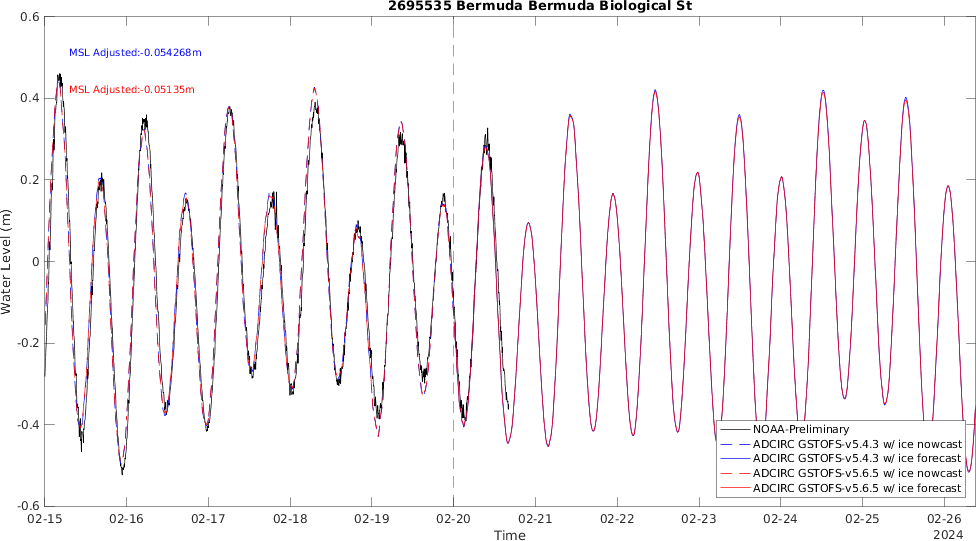 2695535 Bermuda Bermuda Biological St
MSL Adjusted:-0.054268m
MSL Adjusted:-0.05135m
Water Level (m)
0.6
0.4
0.2
0
-0.2
-0.4
-0.6
NOAA-Preliminary
ADCIRC GSTOFS-v5.4.3 w/ ice nowcast
ADCIRC GSTOFS-v5.4.3 w/ ice forecast
ADCIRC GSTOFS-v5.6.5 w/ ice nowcast
ADCIRC GSTOFS-v5.6.5 w/ ice forecast
02-15 02-16 02-17 02-18 02-19 02-20 02-21 02-22 02-23 02-24 02-25 02-26
Time
2024